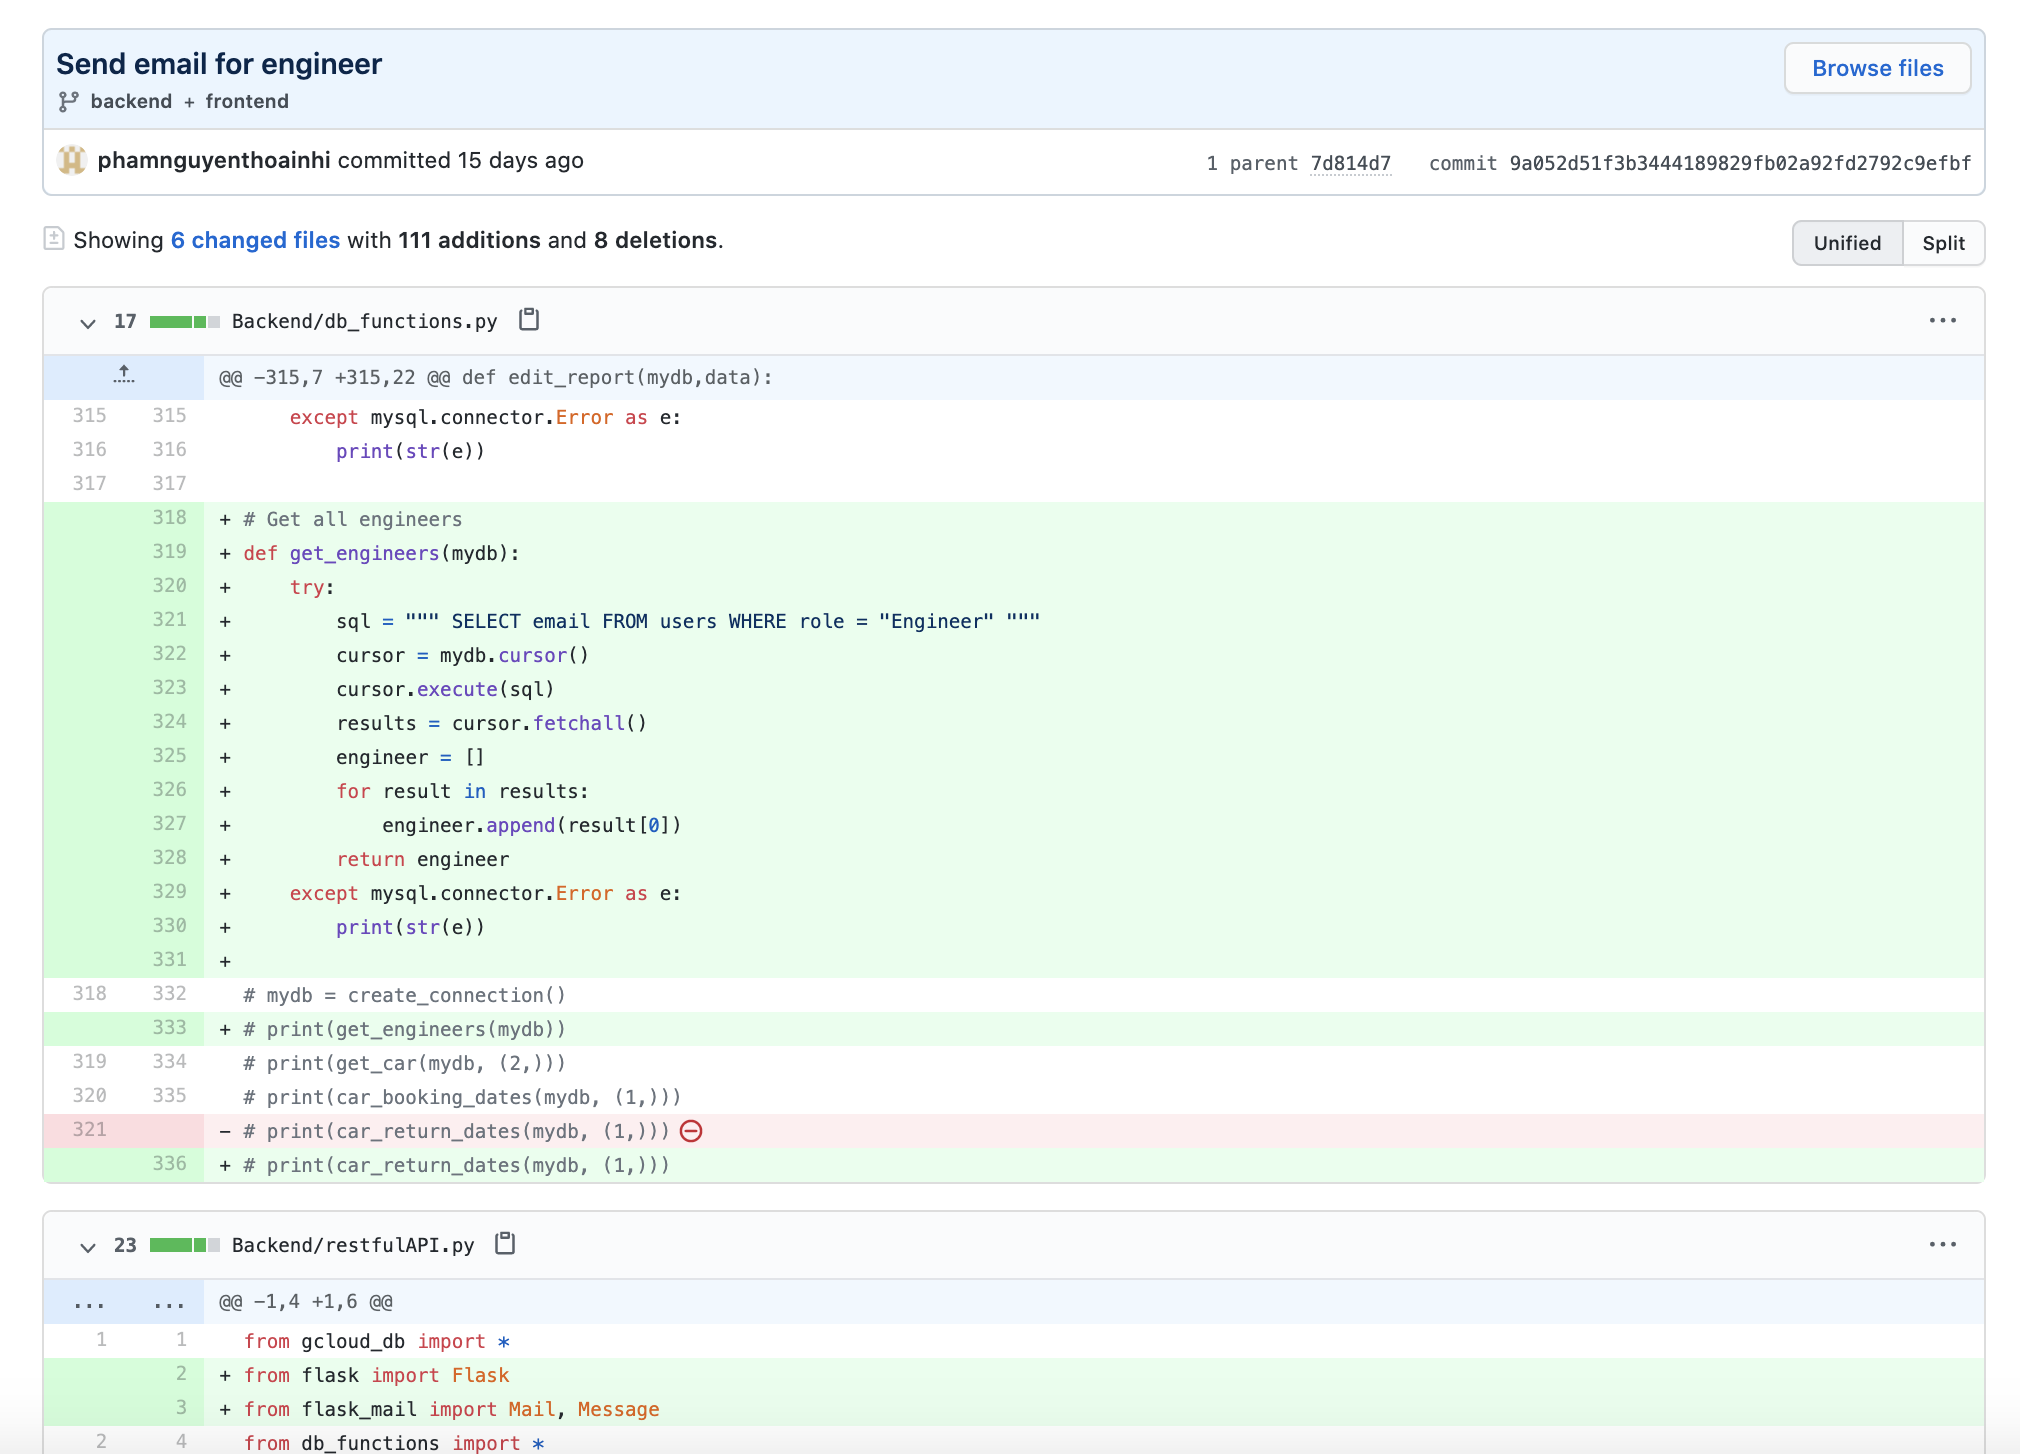 Send email for engineer
Browse files
backend + frontend
phamnguyenthoainhi committed 15 days ago
1 parent 7d814d7 commit 9a052d51f3b3444189829fb02a92fd2792c9efbf
Showing 6 changed files with 111 additions and 8 deletions.
Unified Split
17 Backend/db_functions.py
@@ -315,7 +315,22 @@ def edit_report(mydb,data):
315 315     except mysql.connector.Error as e:
316 316         print(str(e))
317 317
318 + # Get all engineers
319 + def get_engineers(mydb):
320 +     try:
321 +         sql = """ SELECT email FROM users WHERE role = "Engineer" """
322 +         cursor = mydb.cursor()
323 +         cursor.execute(sql)
324 +         results = cursor.fetchall()
325 +         engineer = []
326 +         for result in results:
327 +             engineer.append(result[0])
328 +         return engineer
329 +     except mysql.connector.Error as e:
330 +         print(str(e))
331 +
318 332 # mydb = create_connection()
333 + # print(get_engineers(mydb))
319 334 # print(get_car(mydb, (2,)))
320 335 # print(car_booking_dates(mydb, (1,)))
321 - # print(car_return_dates(mydb, (1,)))
336 + # print(car_return_dates(mydb, (1,)))
23 Backend/restfulAPI.py
... ... @@ -1,4 +1,6 @@
1 1 from gcloud_db import *
2 + from flask import Flask
3 + from flask_mail import Mail, Message
2 4 from db_functions import *